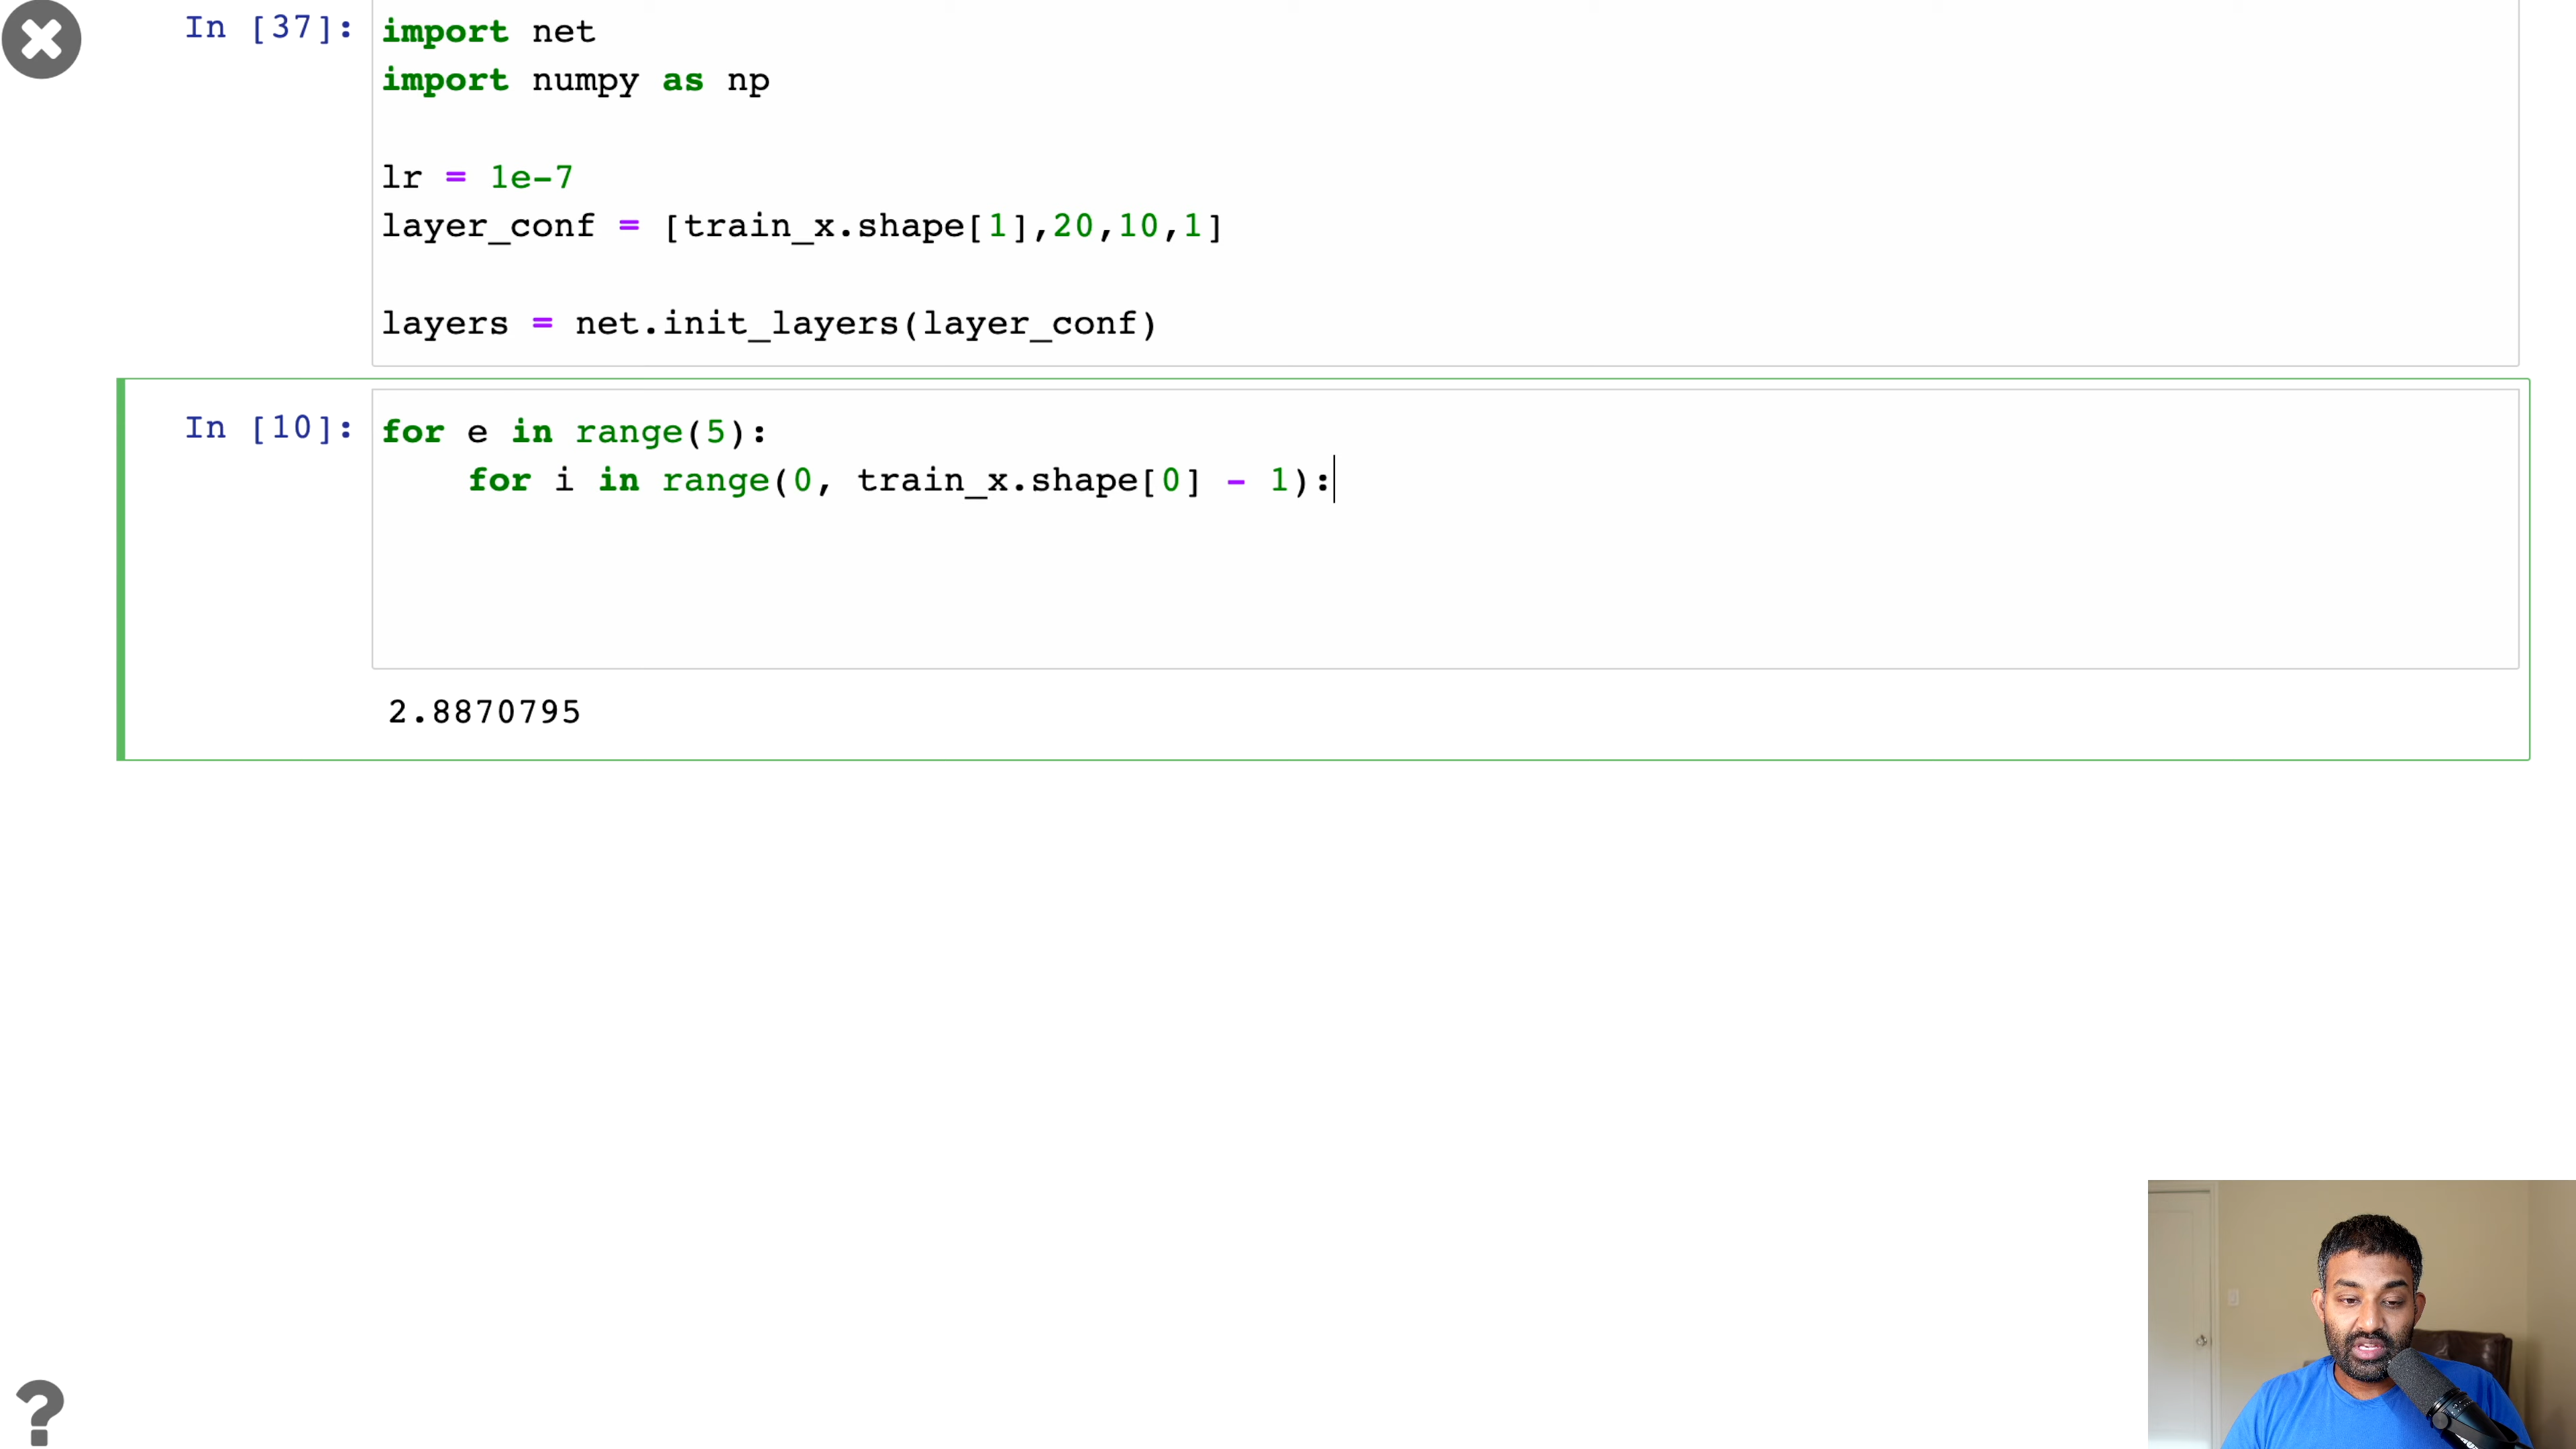 In [37]:
import net
import numpy as np
lr = 1e-7
layer_conf = [train_x.shape[1],20,10,1]
layers = net.init_layers(layer_conf)
In [10]:
for e in range(5):
    for i in range(0, train_x.shape[0] - 1):
2.8870795
?